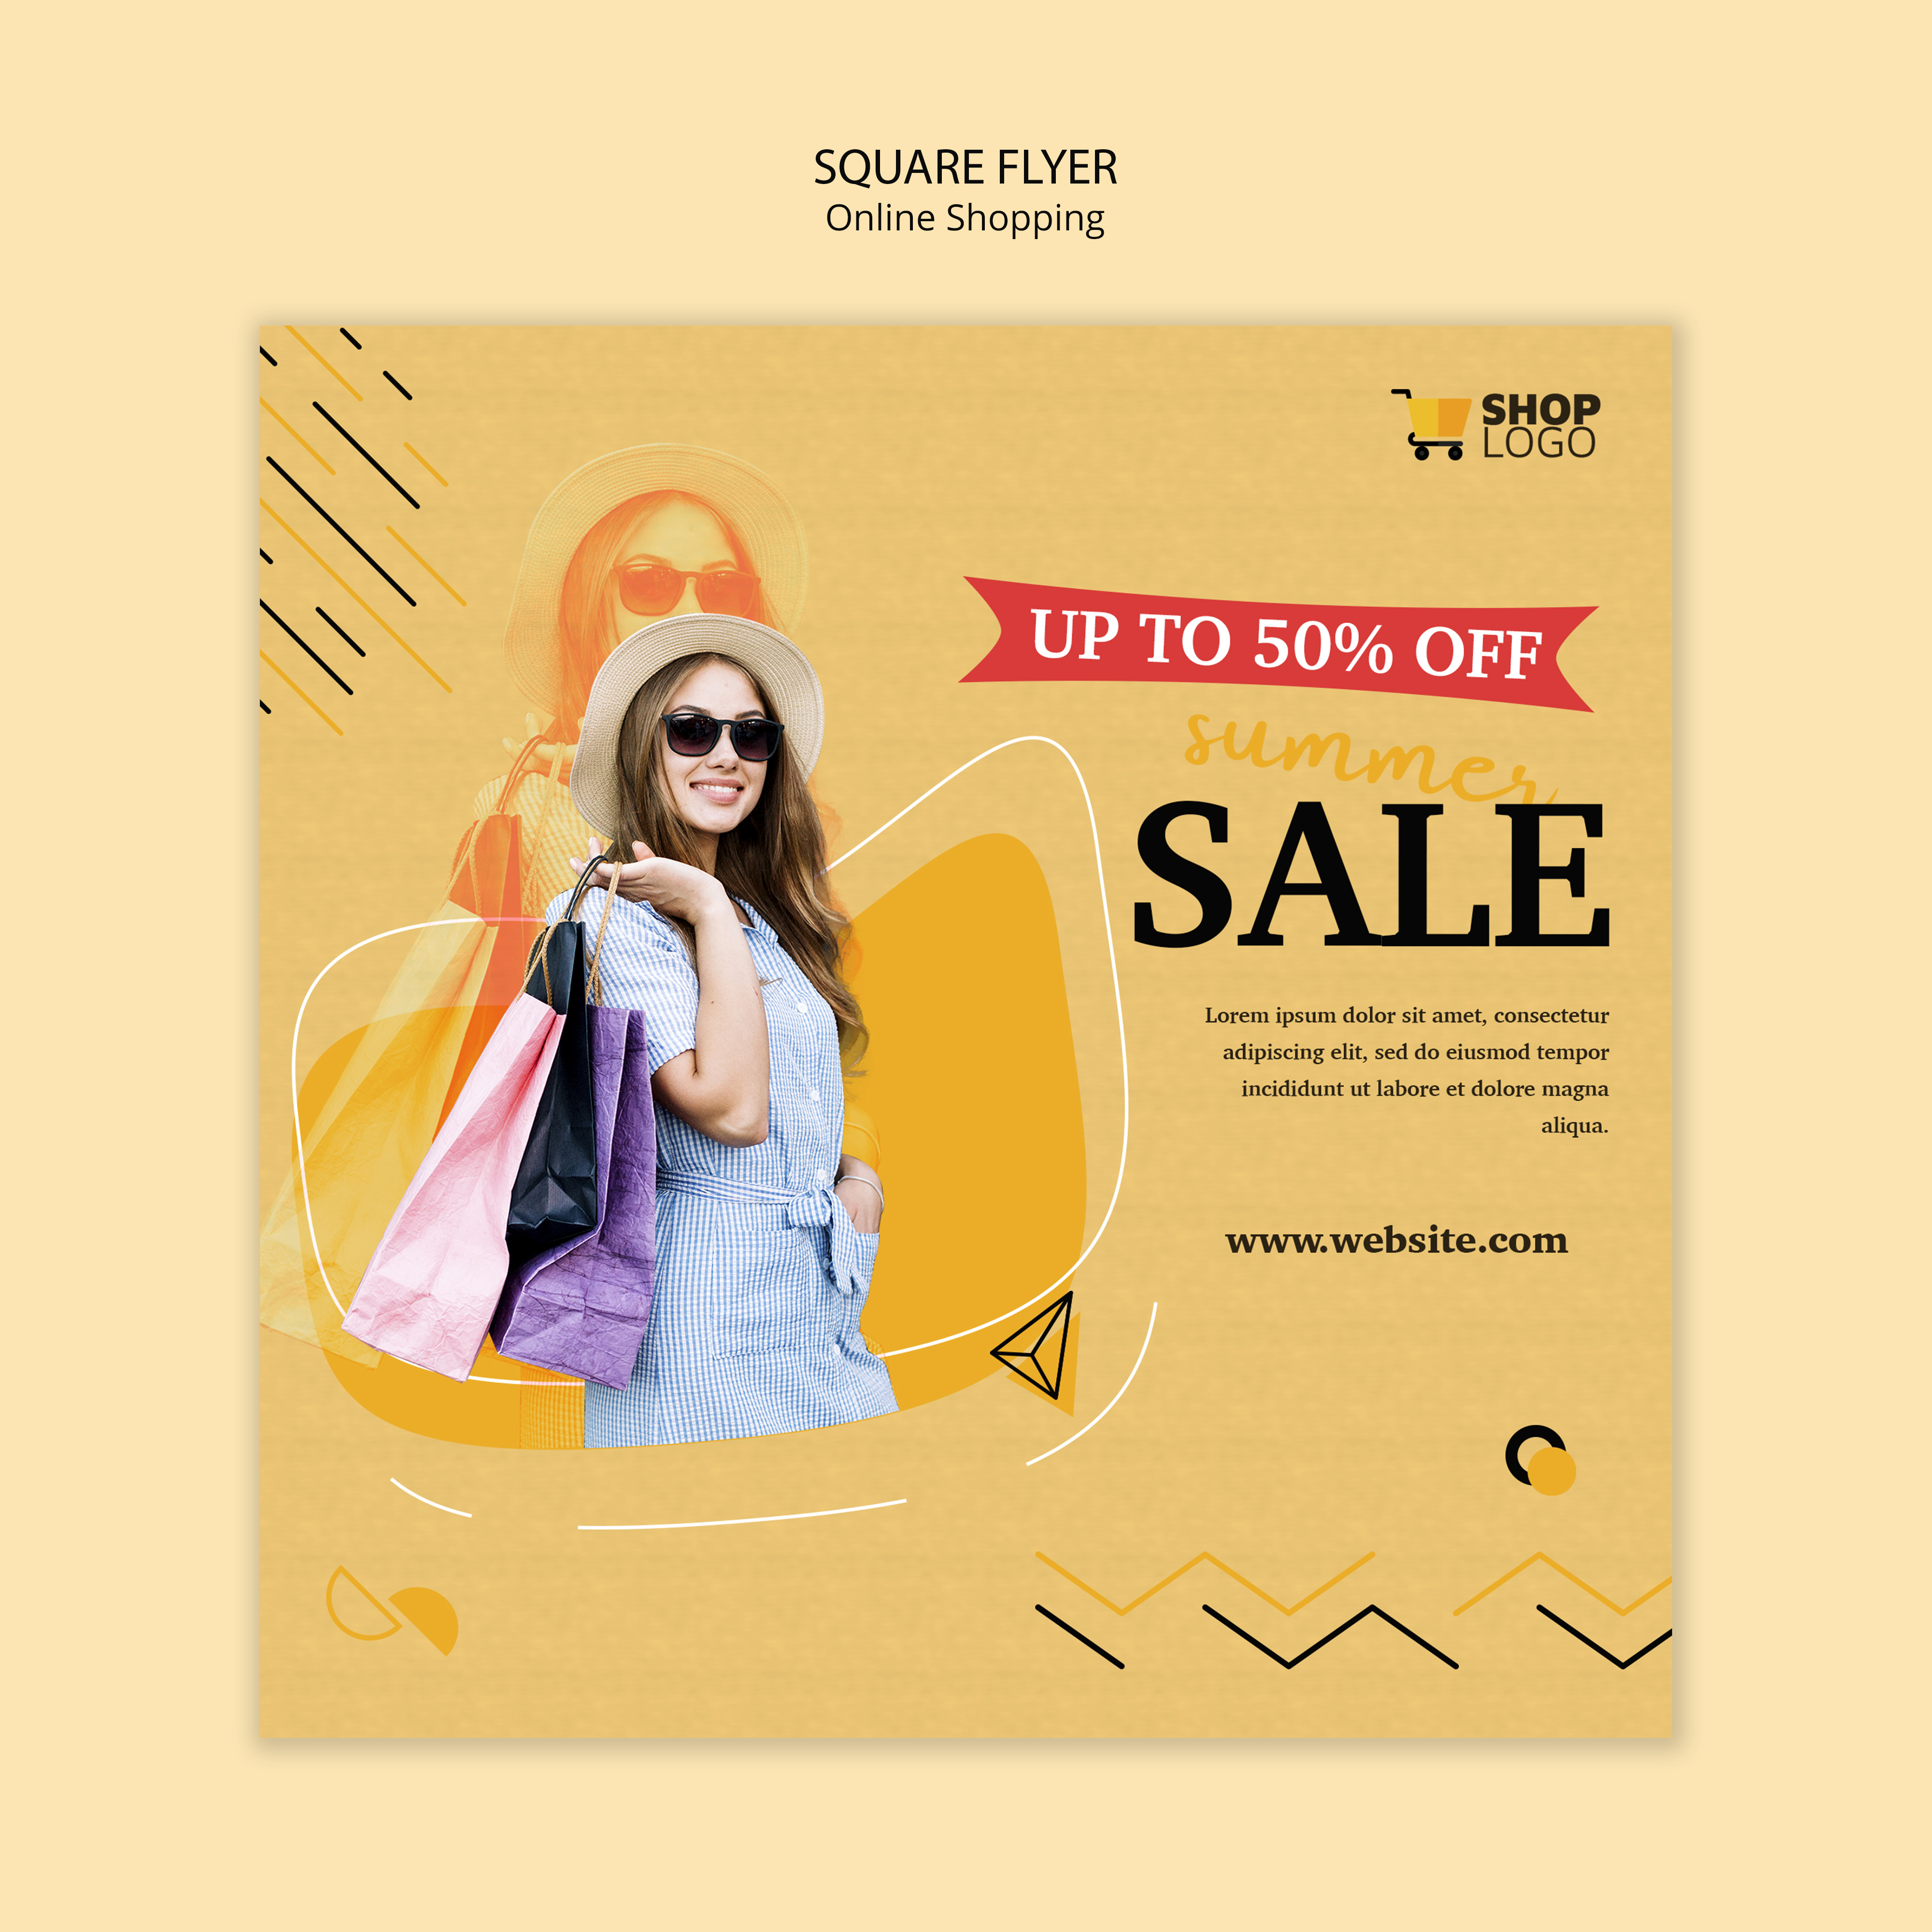 SQUARE FLYER
Online Shopping
SHOP
LOGO
UP TO 50% OFF
summer
SALE
Lorem ipsum dolor sit amet, consectetur
adipiscing elit, sed do eiusmod tempor
incididunt ut labore et dolore magna
aliqua.
www.website.com